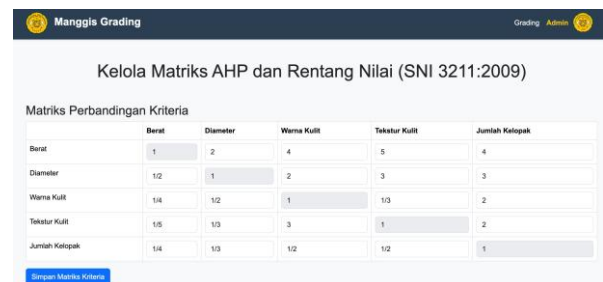 Manggis Grading
Grading Admin
Kelola Matriks AHP dan Rentang Nilai (SNI 3211:2009)
Matriks Perbandingan Kriteria
Berat Diameter Warna Kulit Tekstur Kulit Jumlah Kelopak
Berat 1 2 4 5 4
Diameter 1/2 1 2 3 3
Warna Kulit 1/4 1/2 1 1/3 2
Tekstur Kulit 1/5 1/3 3 1 2
Jumlah Kelopak 1/4 1/3 1/2 1/2 1
Simpan Matriks Kriteria